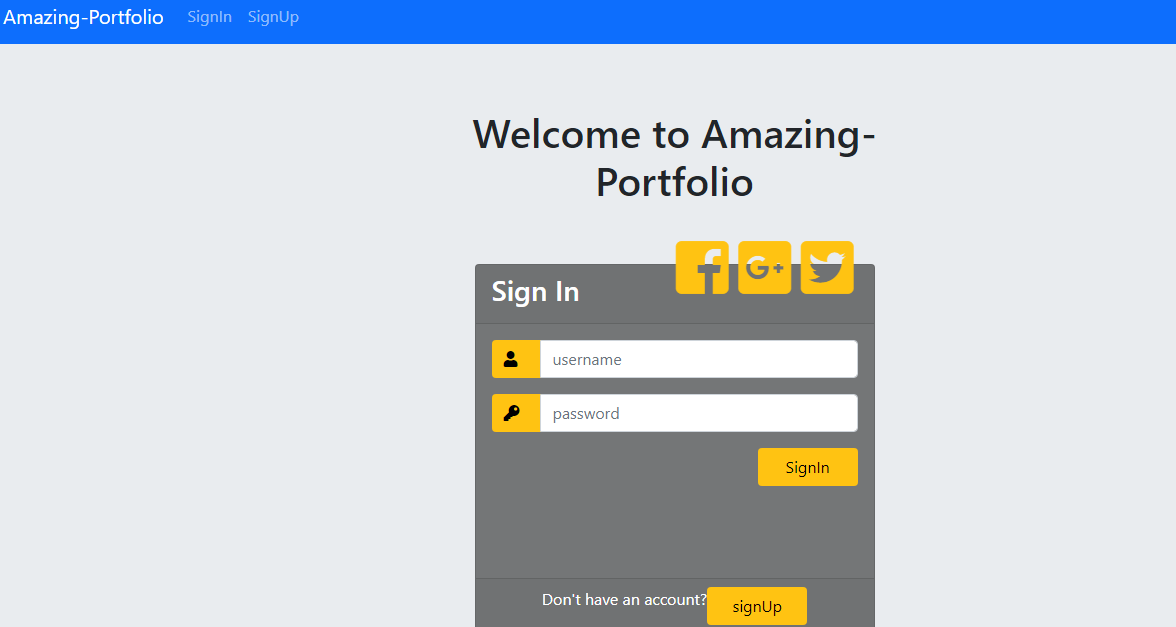 Amazing-Portfolio SignIn SignUp
Welcome to Amazing-
Portfolio
Sign In
username
password
SignIn
Don't have an account? signUp